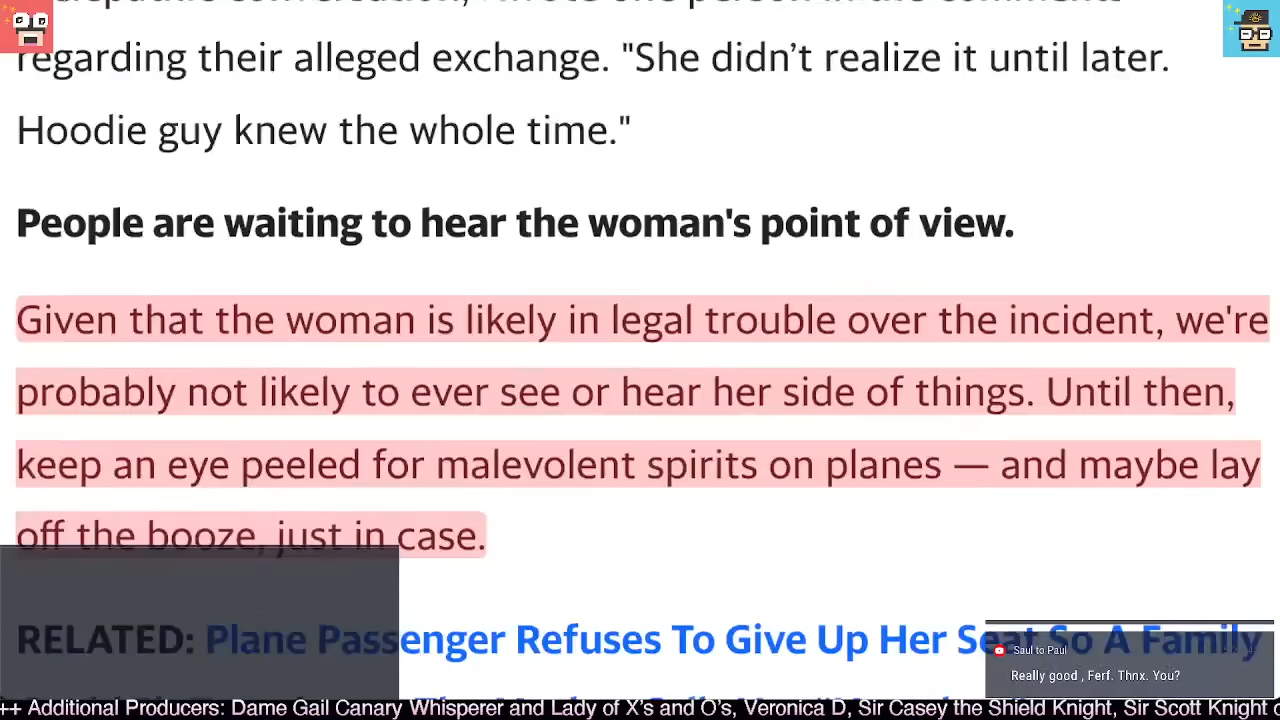 regarding their alleged exchange. "She didn’t realize it until later.
Hoodie guy knew the whole time."
People are waiting to hear the woman's point of view.
Given that the woman is likely in legal trouble over the incident, we're
probably not likely to ever see or hear her side of things. Until then,
keep an eye peeled for malevolent spirits on planes — and maybe lay
off the booze, just in case.
RELATED: Plane Passenger Refuses To Give Up Her Seat So A Family
Saul to Paul
Really good , Ferf. Thnx. You?
++ Additional Producers: Dame Gail Canary Whisperer and Lady of X's and O's, Veronica D, Sir Casey the Shield Knight, Sir Scott Knight